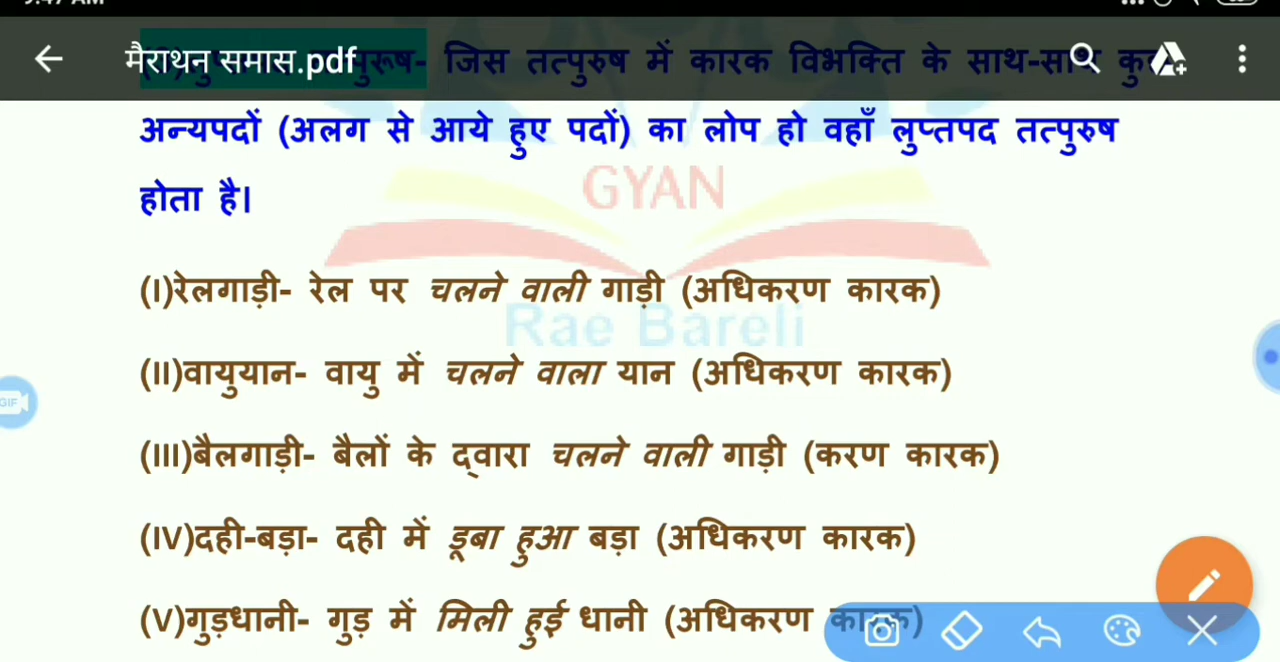 मैराथन समास.pdf
जिस तत्पुरुष में कारक विभक्ति के साथ-साथ
अन्यपदों (अलग से आये हुए पदों) का लोप हो वहाँ लुप्तपद तत्पुरुष
होता है।
GYAN
(I)रेलगाड़ी- रेल पर चलने वाली गाड़ी (अधिकरण कारक)
Rae Bareli
(II)वायुयान- वायु में चलने वाला यान (अधिकरण कारक)
(III)बैलगाड़ी- बैलों के द्वारा चलने वाली गाड़ी (करण कारक)
(IV)दही-बड़ा- दही में डूबा हुआ बड़ा (अधिकरण कारक)
(V)गुड़धानी- गुड़ में मिली हुई धानी (अधिकरण कारक)
GIF